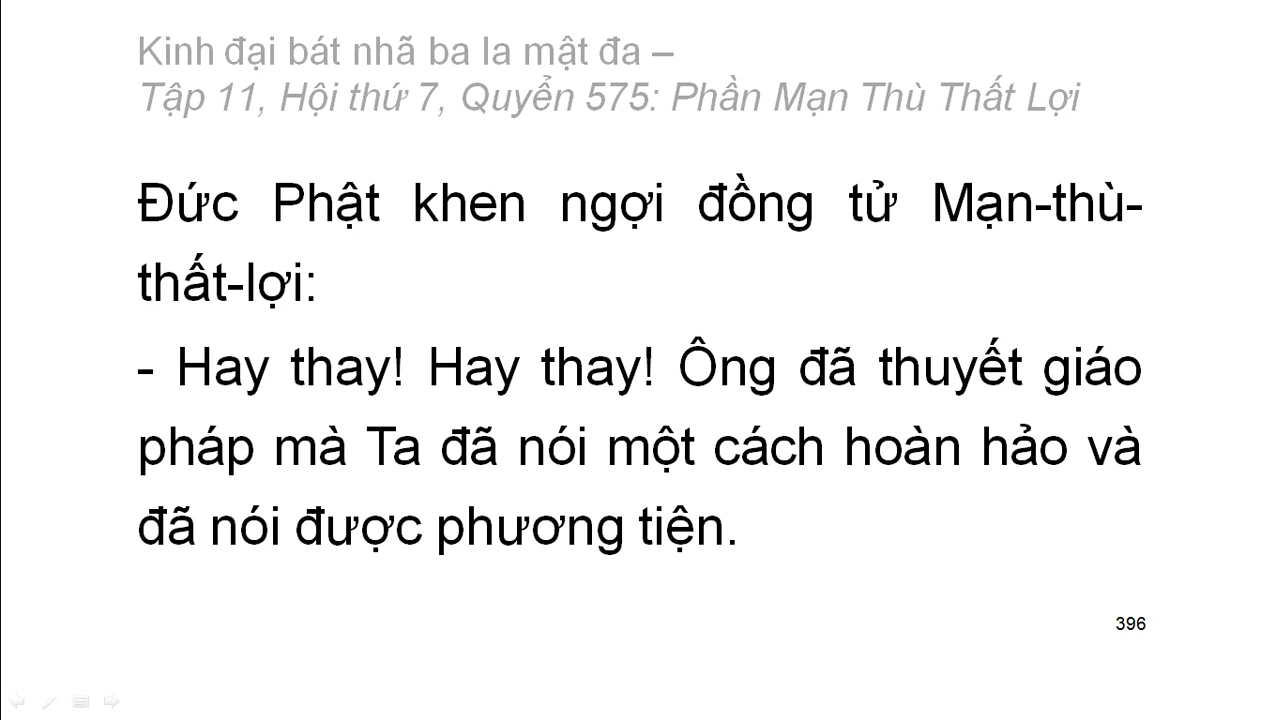 Kinh đại bát nhã ba la mật đa –
Tập 11, Hội thứ 7, Quyển 575: Phần Mạn Thù Thất Lợi
Đức Phật khen ngợi đồng tử Mạn-thù-
thất-lợi:
- Hay thay! Hay thay! Ông đã thuyết giáo
pháp mà Ta đã nói một cách hoàn hảo và
đã nói được phương tiện.
396